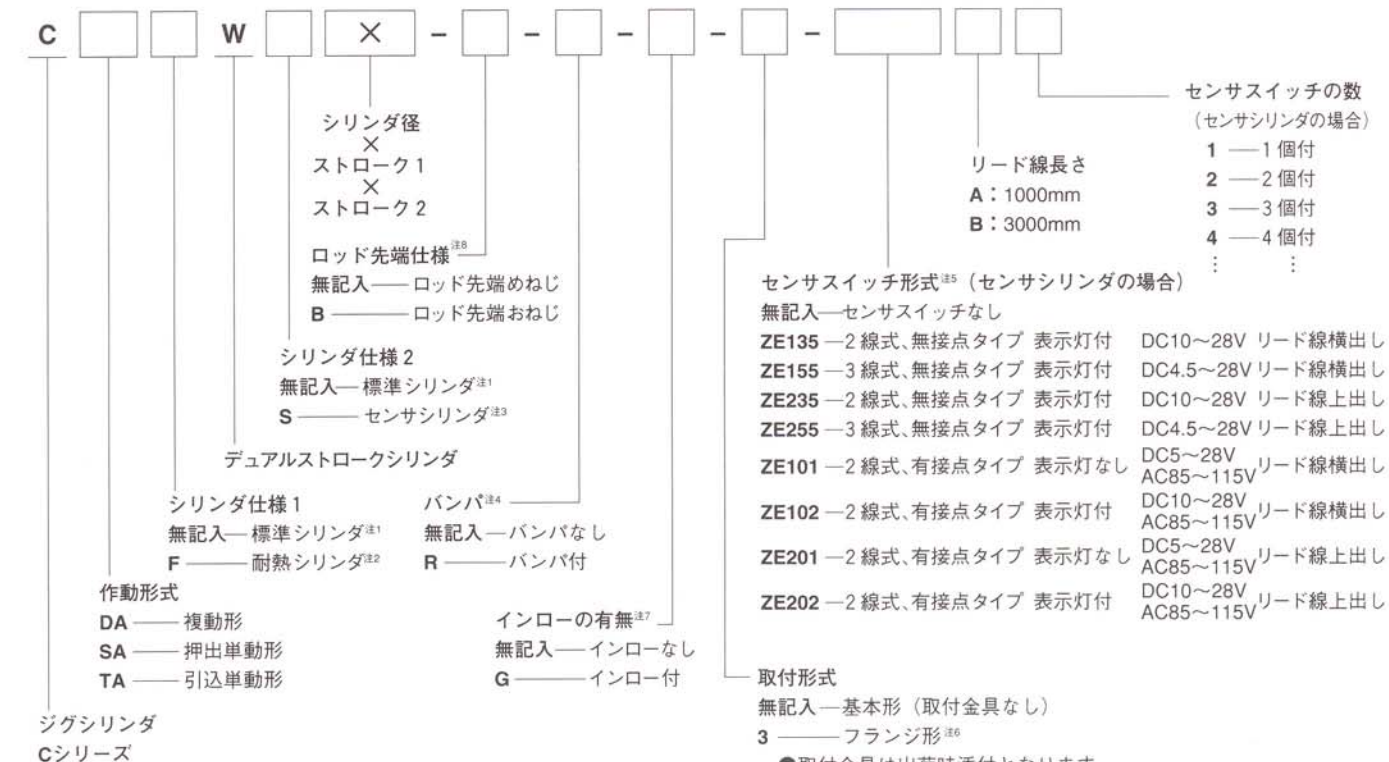 C W × - - - - -
センサスイッチの数
(センサシリンダの場合)
1 ── 1個付
2 ── 2個付
3 ── 3個付
4 ── 4個付
⋮ ⋮
リード線長さ
A:1000mm
B:3000mm
シリンダ径
×
ストローク1
×
ストローク2
ロッド先端仕様注8
無記入── ロッド先端めねじ
B ── ロッド先端おねじ
シリンダ仕様2
無記入─ 標準シリンダ注1
S ── センサシリンダ注3
デュアルストロークシリンダ
シリンダ仕様1
無記入─ 標準シリンダ注1
F ── 耐熱シリンダ注2
バンパ注4
無記入─バンパなし
R ── バンパ付
作動形式
DA ── 複動形
SA ── 押出単動形
TA ── 引込単動形
インローの有無注7
無記入── インローなし
G ── インロー付
ジグシリンダ
Cシリーズ
センサスイッチ形式注5(センサシリンダの場合)
無記入─センサスイッチなし
ZE135 ─2線式、無接点タイプ 表示灯付 DC10~28V リード線横出し
ZE155 ─3線式、無接点タイプ 表示灯付 DC4.5~28V リード線横出し
ZE235 ─2線式、無接点タイプ 表示灯付 DC10~28V リード線上出し
ZE255 ─3線式、無接点タイプ 表示灯付 DC4.5~28V リード線上出し
ZE101 ─2線式、有接点タイプ 表示灯なし DC5~28V AC85~115V リード線横出し
ZE102 ─2線式、有接点タイプ 表示灯付 DC10~28V AC85~115V リード線横出し
ZE201 ─2線式、有接点タイプ 表示灯なし DC5~28V AC85~115V リード線上出し
ZE202 ─2線式、有接点タイプ 表示灯付 DC10~28V AC85~115V リード線上出し
取付形式
無記入─基本形(取付金具なし)
3 ── フランジ形注6
●取付金具は出荷時添付となります。